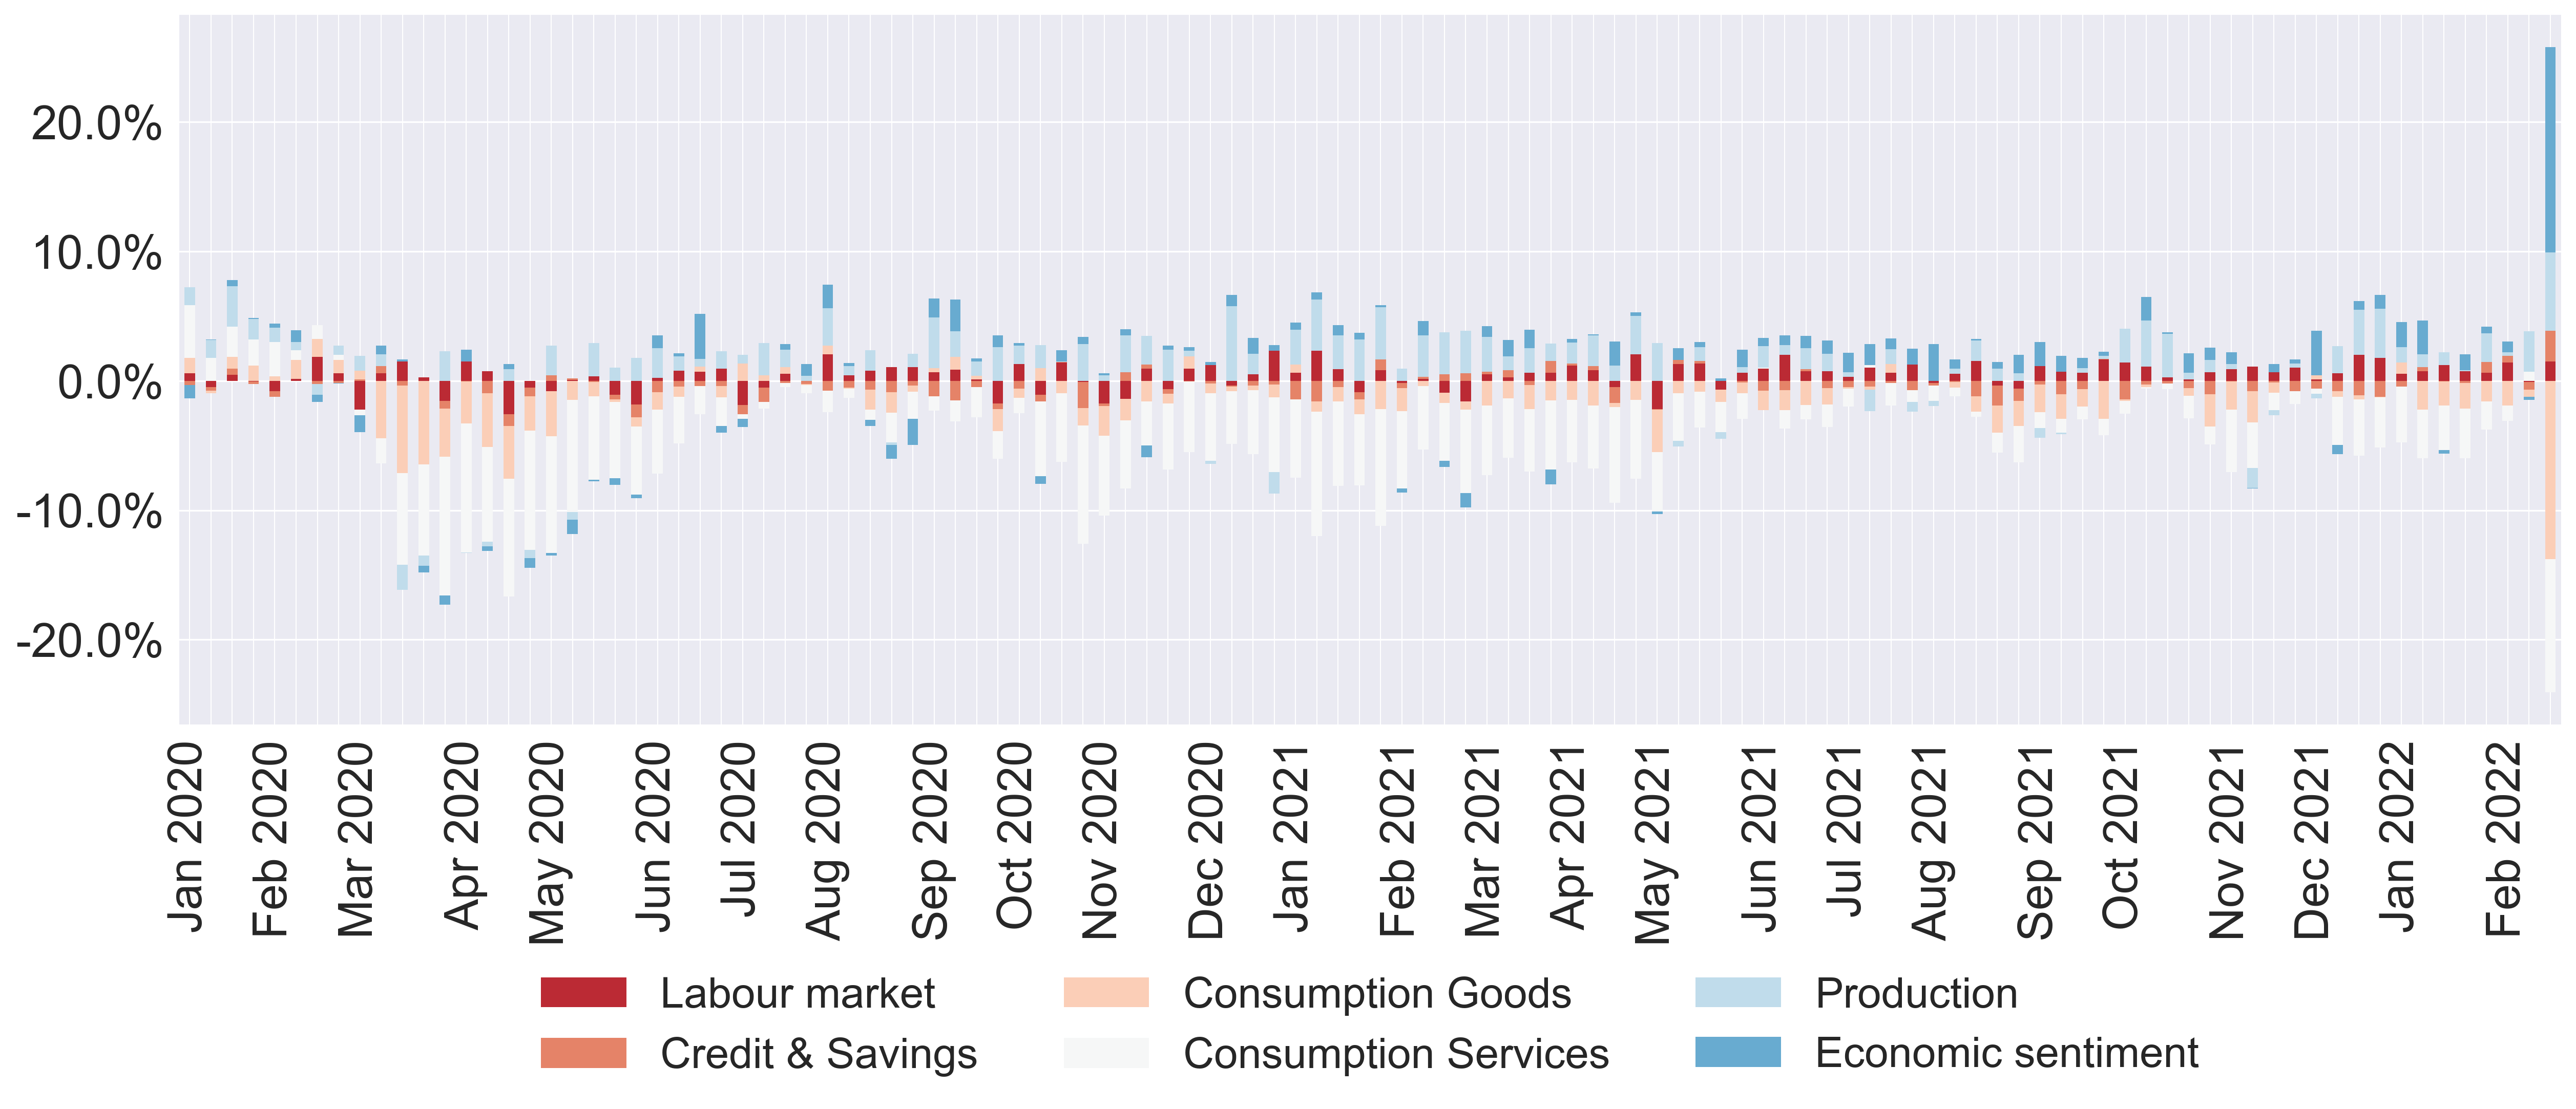 20.0%
10.0%
0.0%
-10.0%
-20.0%
Jan 2020
Feb 2020
Mar 2020
Apr 2020
May 2020
Jun 2020
Jul 2020
Aug 2020
Sep 2020
Oct 2020
Nov 2020
Dec 2020
Jan 2021
Feb 2021
Mar 2021
Apr 2021
May 2021
Jun 2021
Jul 2021
Aug 2021
Sep 2021
Oct 2021
Nov 2021
Dec 2021
Jan 2022
Feb 2022
Labour market
Consumption Goods
Production
Credit & Savings
Consumption Services
Economic sentiment